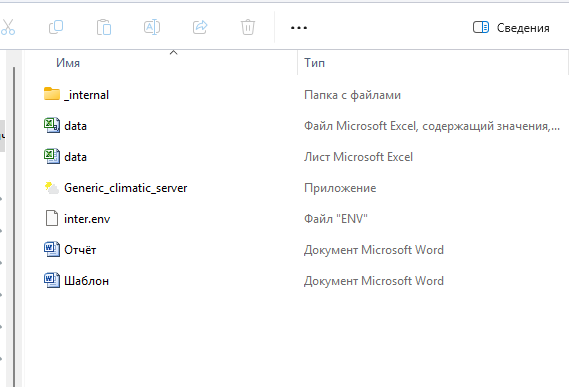 Сведения
Имя Тип
_internal Папка с файлами
data Файл Microsoft Excel, содержащий значения,...
data Лист Microsoft Excel
Generic_climatic_server Приложение
inter.env Файл "ENV"
Отчёт Документ Microsoft Word
Шаблон Документ Microsoft Word